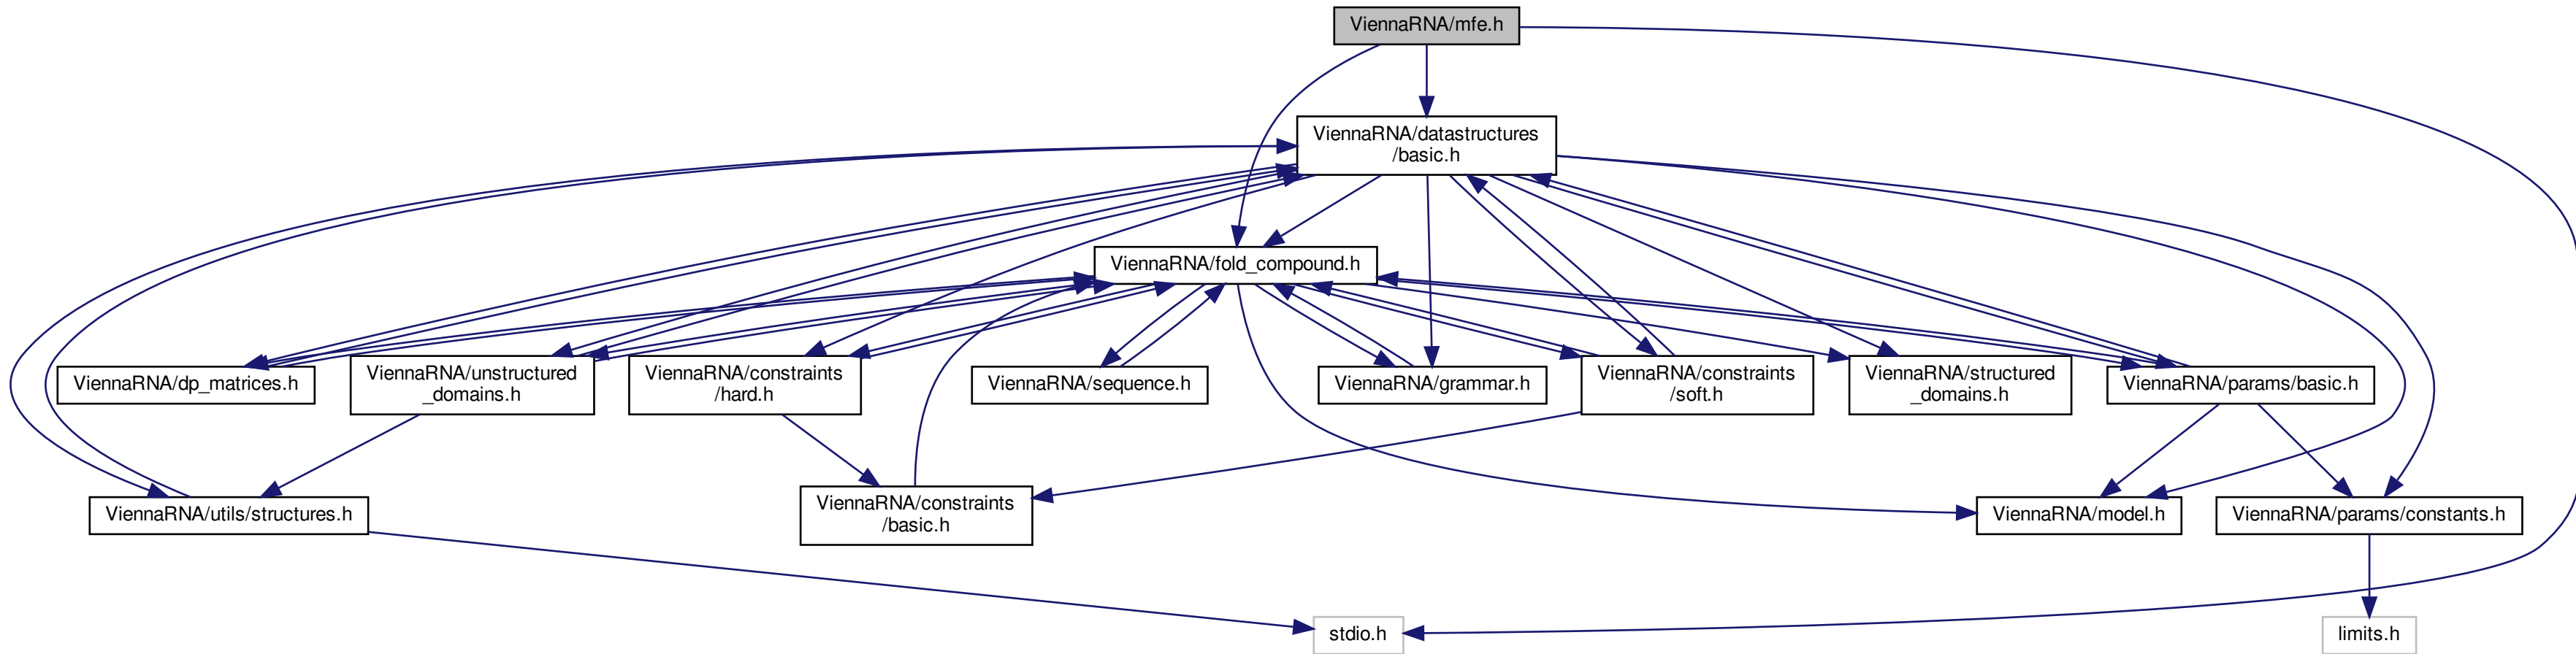 ViennaRNA/mfe.h
ViennaRNA/datastructures
/basic.h
ViennaRNA/fold_compound.h
ViennaRNA/dp_matrices.h
ViennaRNA/unstructured
_domains.h
ViennaRNA/constraints
/hard.h
ViennaRNA/sequence.h
ViennaRNA/grammar.h
ViennaRNA/constraints
/soft.h
ViennaRNA/structured
_domains.h
ViennaRNA/params/basic.h
ViennaRNA/utils/structures.h
ViennaRNA/constraints
/basic.h
ViennaRNA/model.h
ViennaRNA/params/constants.h
stdio.h
limits.h